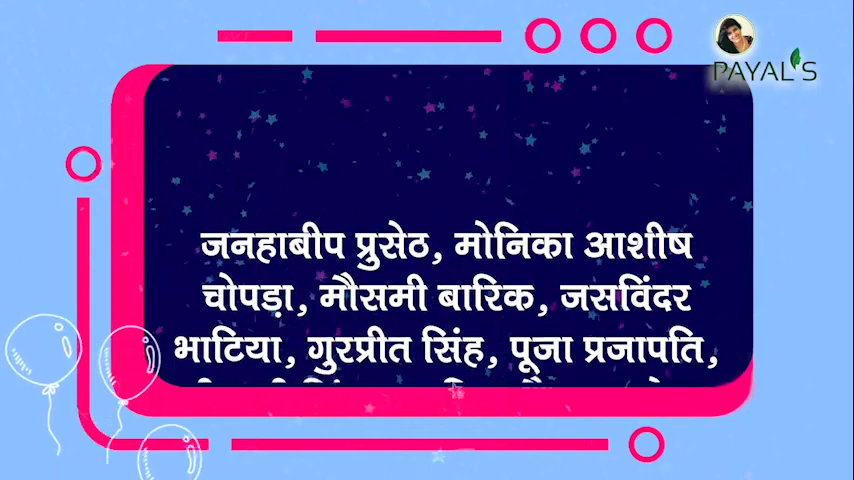 PAYAL'S
जनहाबीप प्रुसेठ, मोनिका आशीष
चोपड़ा, मौसमी बारिक, जसविंदर
भाटिया, गुरप्रीत सिंह, पूजा प्रजापति,